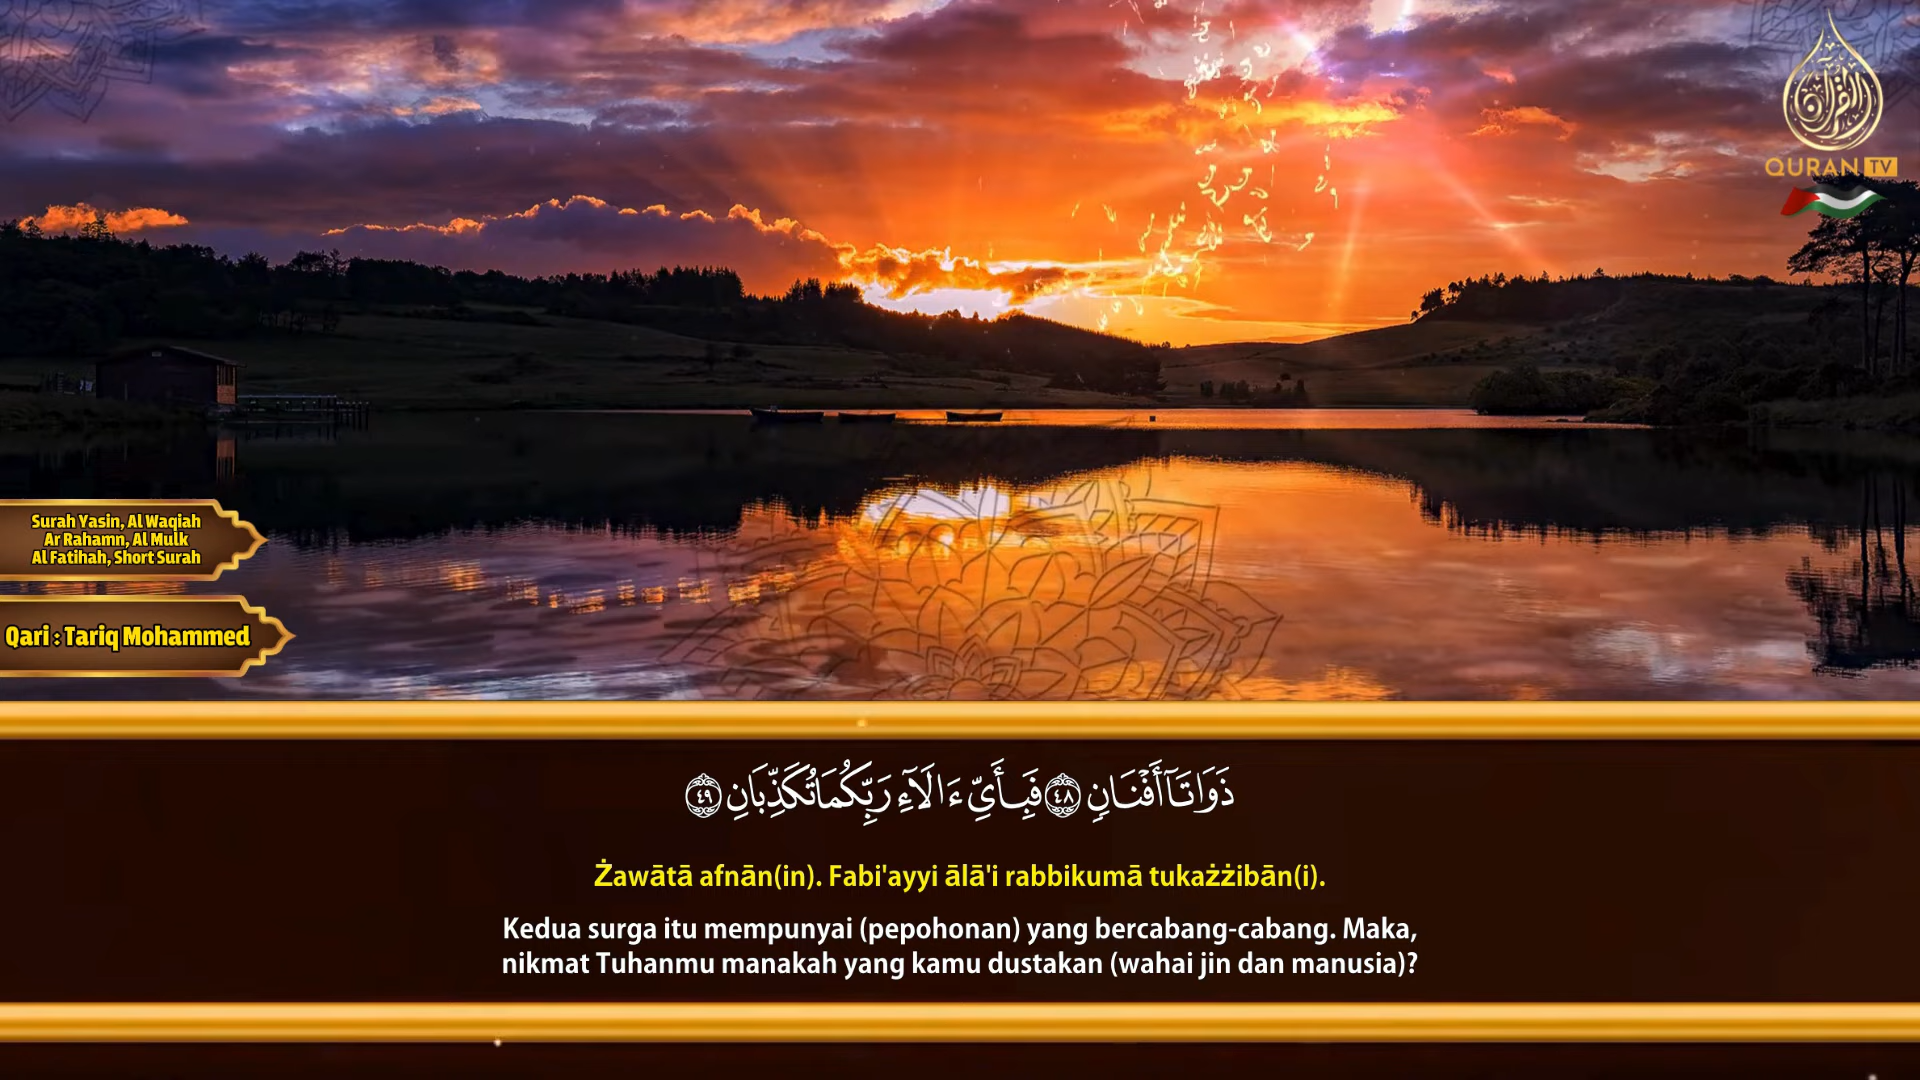 القرآن
QURAN TV
Surah Yasin, Al Waqiah
Ar Rahamn, Al Mulk
Al Fatihah, Short Surah
Qari : Tariq Mohammed
ذَوَاتَآ أَفْنَانٍ ٤٨ فَبِأَيِّ ءَالَآءِ رَبِّكُمَا تُكَذِّبَانِ ٤٩
Żawātā afnān(in). Fabi'ayyi ālā'i rabbikumā tukażżibān(i).
Kedua surga itu mempunyai (pepohonan) yang bercabang-cabang. Maka,
nikmat Tuhanmu manakah yang kamu dustakan (wahai jin dan manusia)?